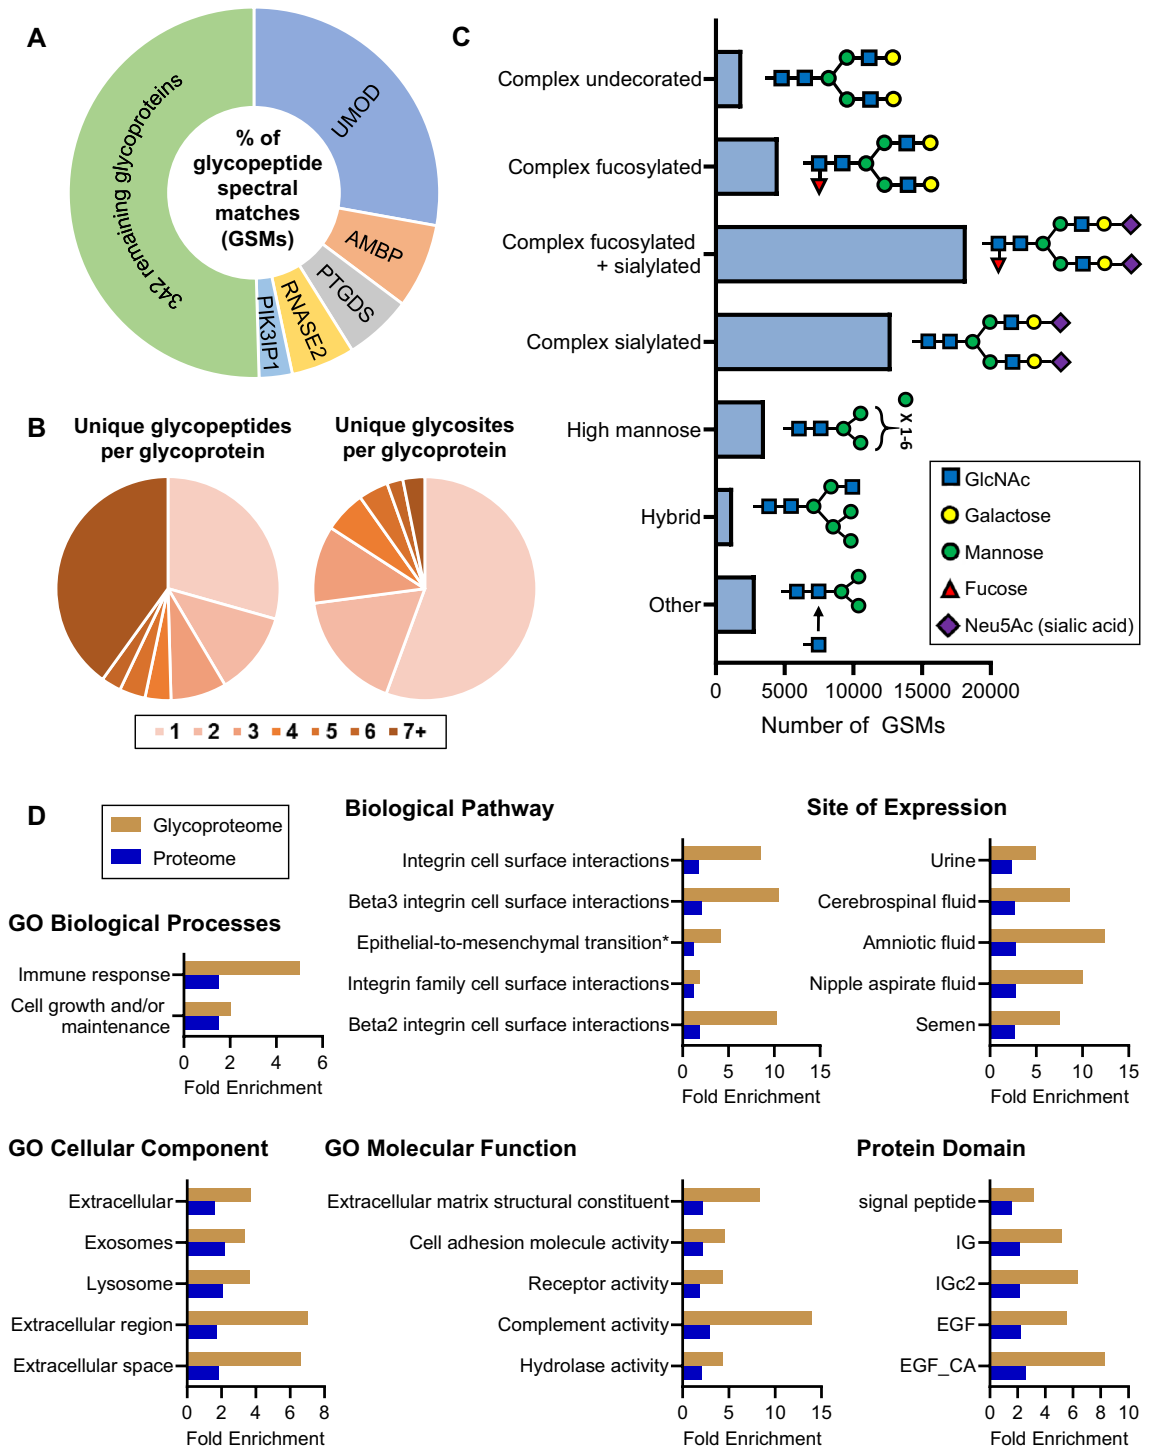 A
% of
glycopeptide
spectral
matches
(GSMs)
UMOD
AMBP
PTGDS
RNASE2
PIK3IP1
342 remaining glycoproteins
B
Unique glycopeptides
per glycoprotein
Unique glycosites
per glycoprotein
1 2 3 4 5 6 7+
C
Complex undecorated
Complex fucosylated
Complex fucosylated
+ sialylated
Complex sialylated
High mannose
X 1-6
Hybrid
Other
0 5000 10000 15000 20000
Number of GSMs
GlcNAc
Galactose
Mannose
Fucose
Neu5Ac (sialic acid)
D
Glycoproteome
Proteome
GO Biological Processes
Immune response
Cell growth and/or
maintenance
0 2 4 6
Fold Enrichment
Biological Pathway
Integrin cell surface interactions
Beta3 integrin cell surface interactions
Epithelial-to-mesenchymal transition*
Integrin family cell surface interactions
Beta2 integrin cell surface interactions
0 5 10 15
Fold Enrichment
Site of Expression
Urine
Cerebrospinal fluid
Amniotic fluid
Nipple aspirate fluid
Semen
0 5 10 15
Fold Enrichment
GO Cellular Component
Extracellular
Exosomes
Lysosome
Extracellular region
Extracellular space
0 2 4 6 8
Fold Enrichment
GO Molecular Function
Extracellular matrix structural constituent
Cell adhesion molecule activity
Receptor activity
Complement activity
Hydrolase activity
0 5 10 15
Fold Enrichment
Protein Domain
signal peptide
IG
IGc2
EGF
EGF_CA
0 2 4 6 8 10
Fold Enrichment